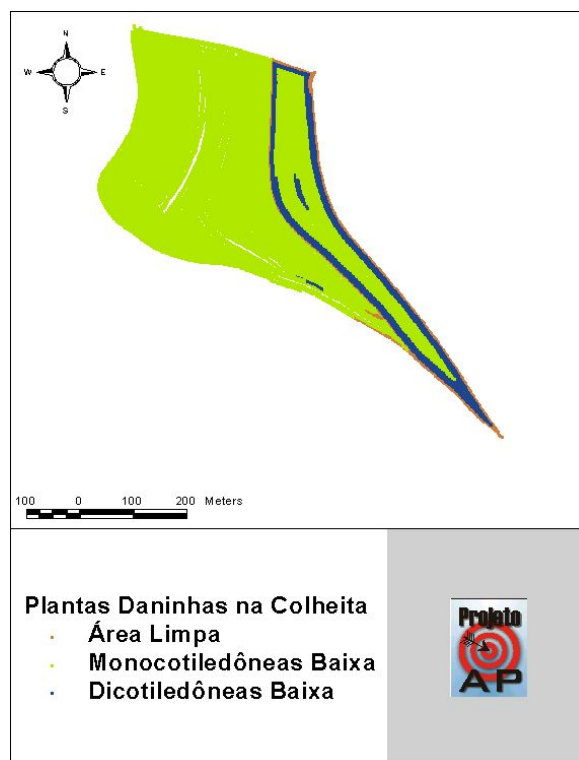 N
W E
S
100 0 100 200 Meters
Plantas Daninhas na Colheita
Área Limpa
Monocotiledôneas Baixa
Dicotiledôneas Baixa
Projeto
AP